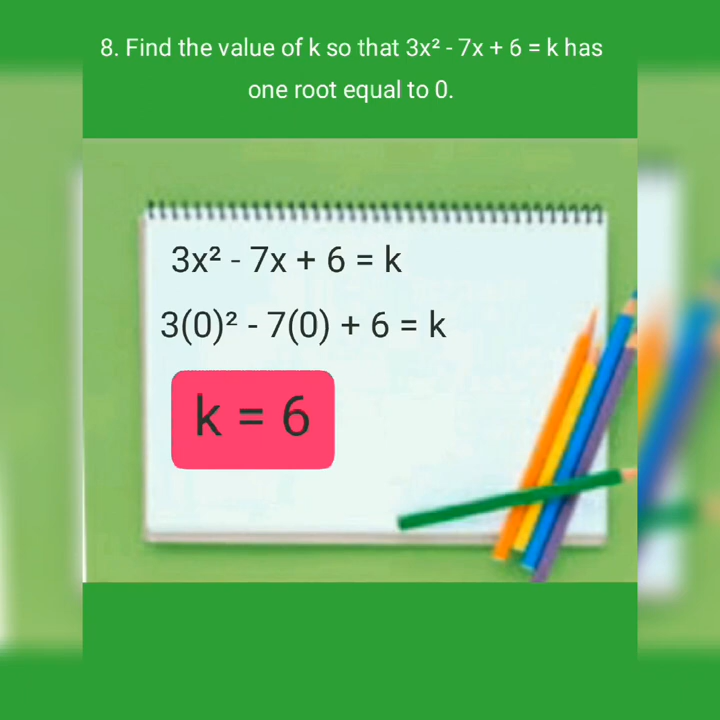 8. Find the value of k so that 3x² - 7x + 6 = k has
one root equal to 0.
3x² - 7x + 6 = k
3(0)² - 7(0) + 6 = k
k = 6